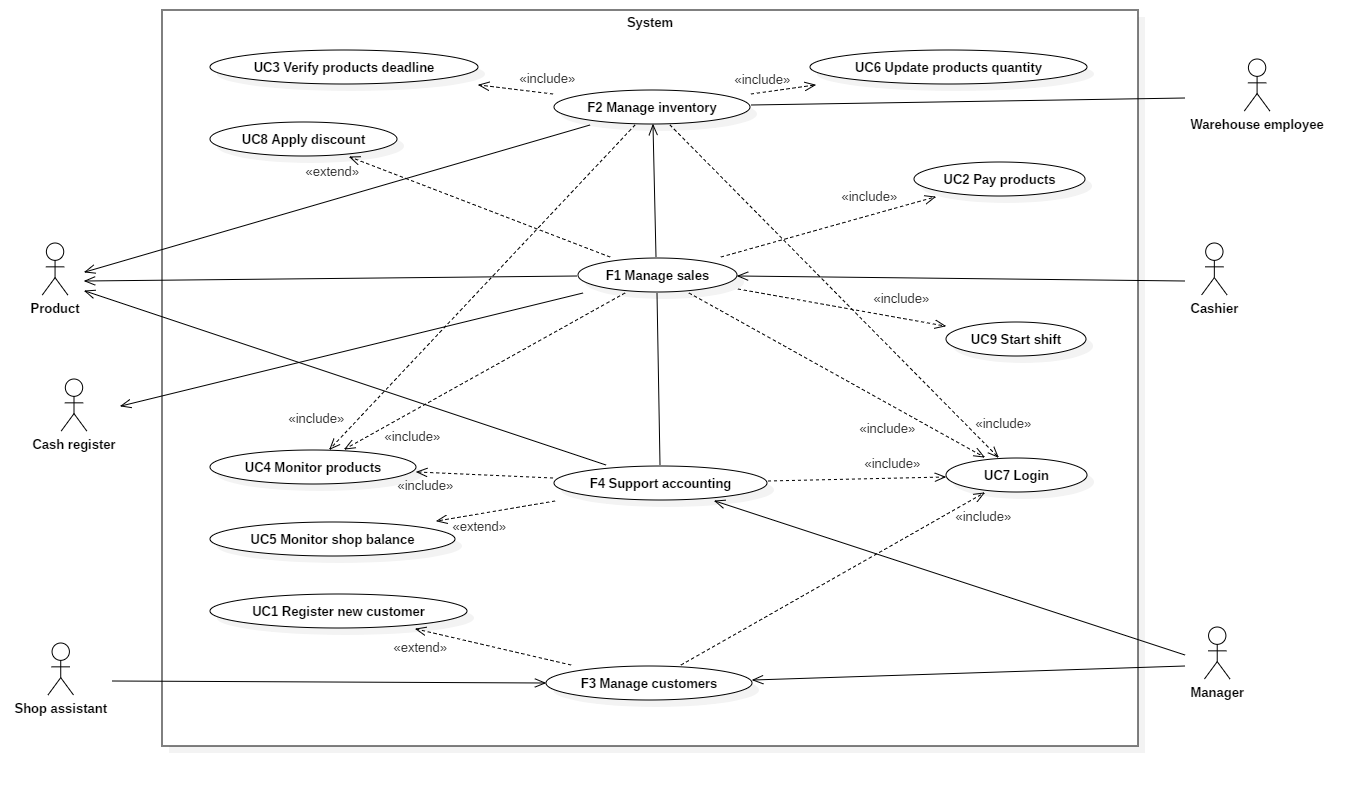 System
UC3 Verify products deadline
«include»
«include»
UC6 Update products quantity
F2 Manage inventory
Warehouse employee
UC8 Apply discount
«extend»
UC2 Pay products
«include»
F1 Manage sales
Product
Cashier
«include»
UC9 Start shift
Cash register
«include»
«include»
«include»
«include»
UC4 Monitor products
«include»
UC7 Login
«include»
F4 Support accounting
«extend»
«include»
UC5 Monitor shop balance
UC1 Register new customer
«extend»
F3 Manage customers
Shop assistant
Manager